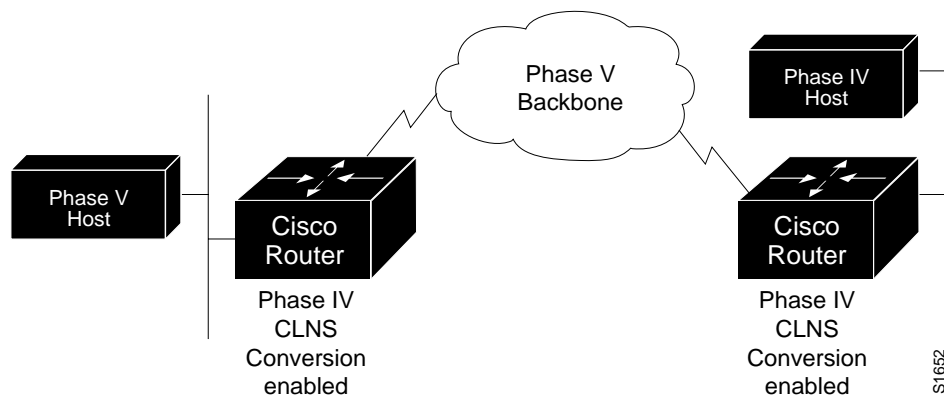 Phase V
Backbone
Phase IV
Host
Phase V
Host
Cisco
Router
Cisco
Router
Phase IV
CLNS
Conversion
enabled
Phase IV
CLNS
Conversion
enabled
S1652